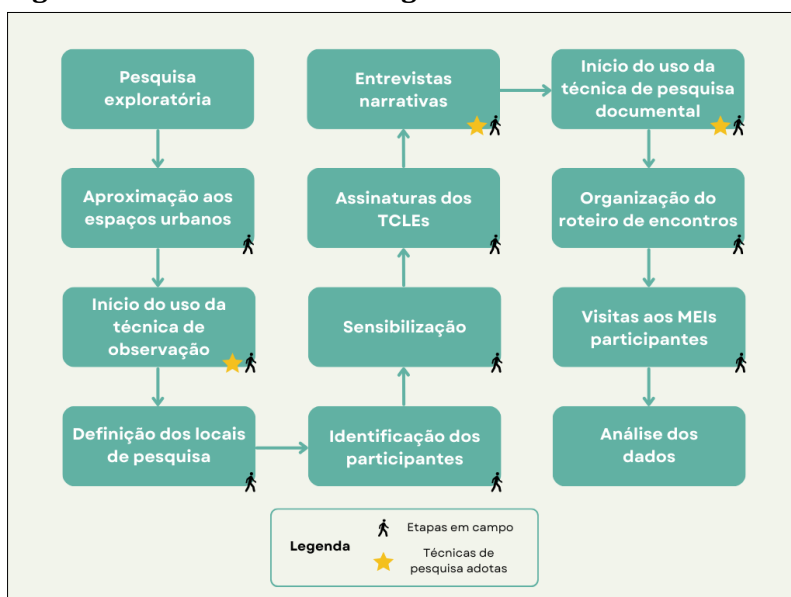 Pesquisa
exploratória
Aproximação aos
espaços urbanos
Início do uso da
técnica de
observação
Definição dos locais
de pesquisa
Identificação dos
participantes
Sensibilização
Assinaturas dos
TCLEs
Entrevistas
narrativas
Início do uso da
técnica de pesquisa
documental
Organização do
roteiro de encontros
Visitas aos MEIs
participantes
Análise dos
dados
Legenda
Etapas em campo
Técnicas de
pesquisa adotas